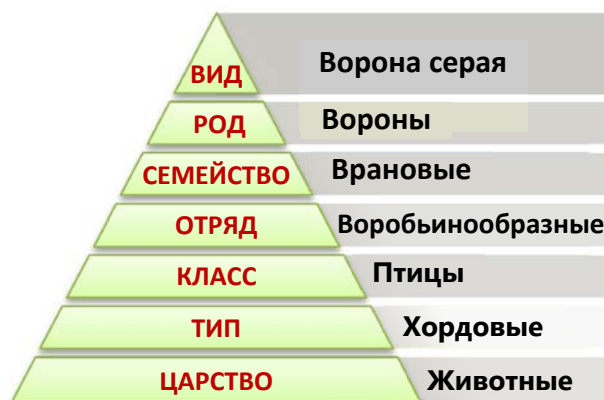 ВИД Ворона серая
РОД Вороны
СЕМЕЙСТВО Врановые
ОТРЯД Воробьинообразные
КЛАСС Птицы
ТИП Хордовые
ЦАРСТВО Животные